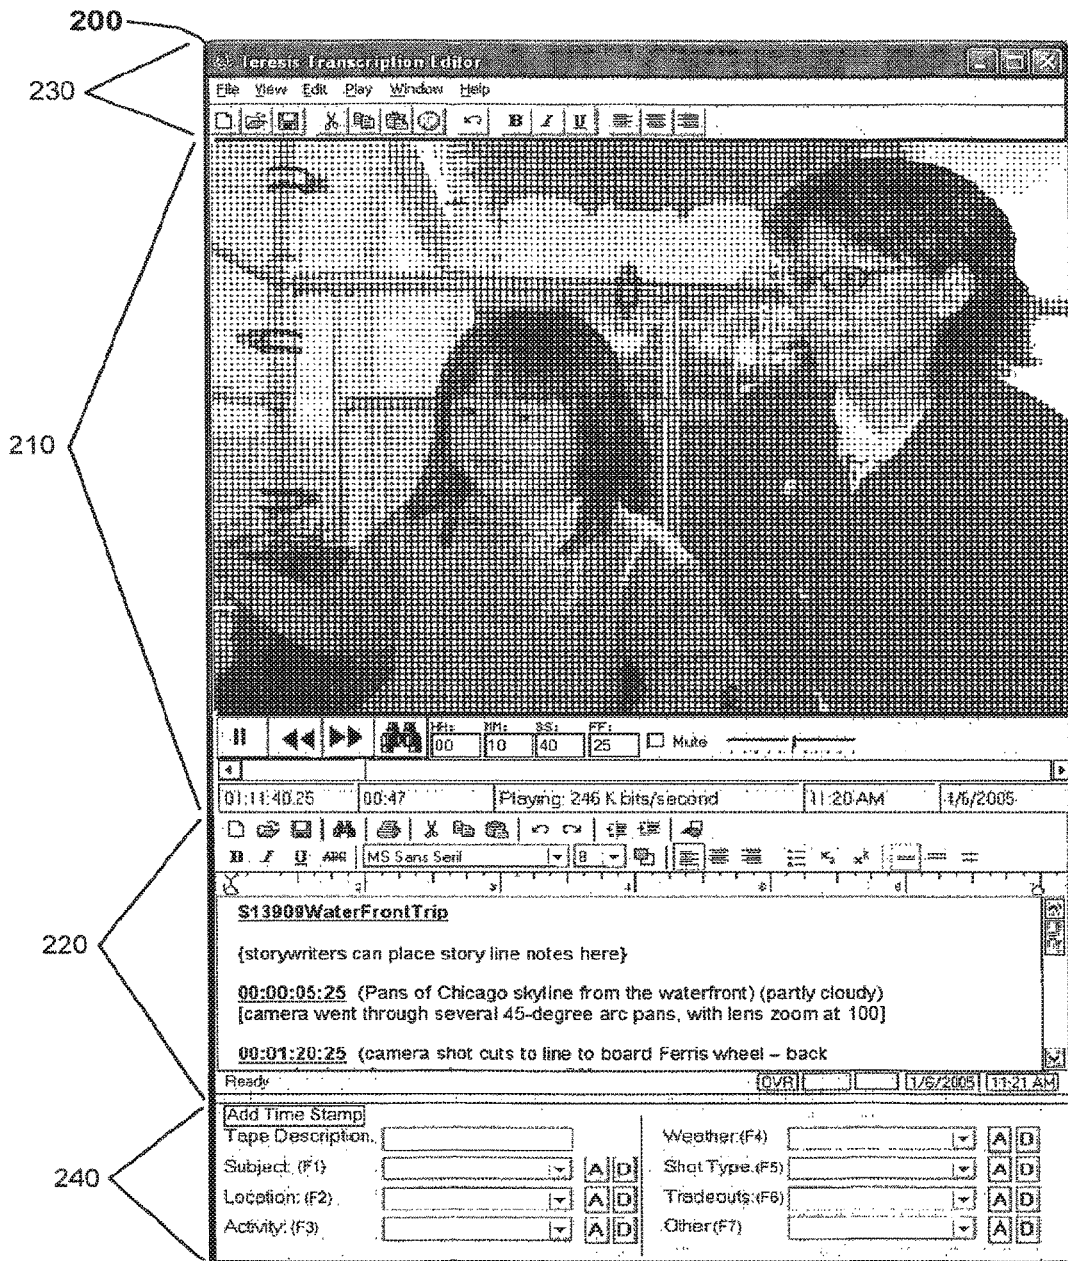 200
230
Teresis Transcription Editor
File View Edit Play Window Help
B I U
210
HH: MM: SS: FF:
00 10 40 25 Mute
01:11:40.25 00:47 Playing: 246 K bits/second 11:20 AM 1/6/2005
220
B I U ABC MS Sans Serif 8
S13909WaterFrontTrip
{storywriters can place story line notes here}
00:00:05:25 (Pans of Chicago skyline from the waterfront) (partly cloudy)
[camera went through several 45-degree arc pans, with lens zoom at 100]
00:01:20:25 (camera shot cuts to line to board Ferris wheel – back
Ready OVR 1/6/2005 11:21 AM
240
Add Time Stamp
Tape Description. Weather:(F4) A D
Subject: (F1) A D Shot Type:(F5) A D
Location: (F2) A D Tradeouts:(F6) A D
Activity: (F3) A D Other(F7) A D